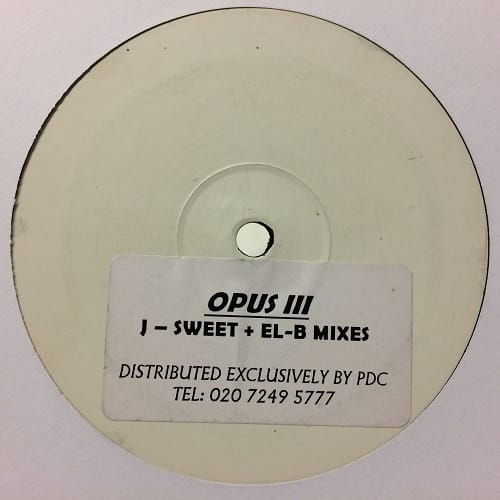 OPUS III
J – SWEET + EL-B MIXES
DISTRIBUTED EXCLUSIVELY BY PDC
TEL: 020 7249 5777